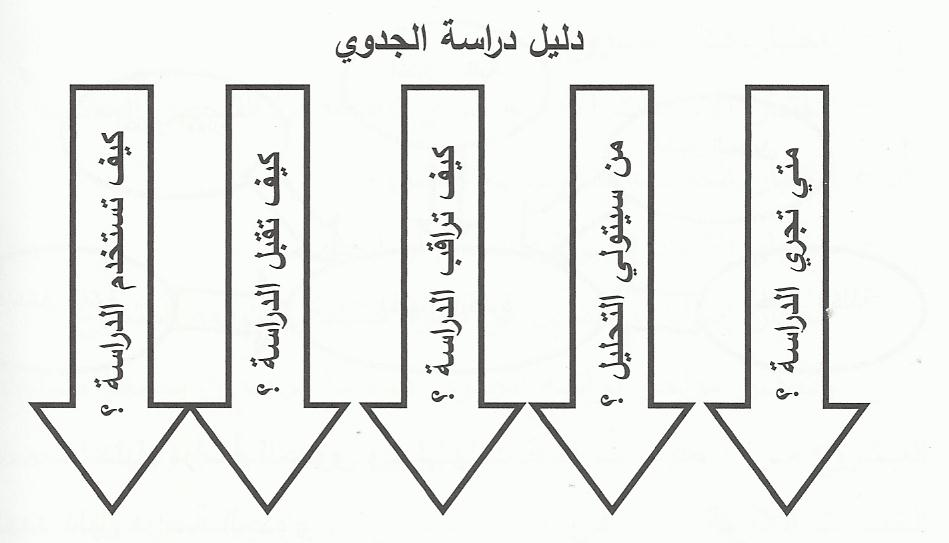 دليل دراسة الجدوي
متي تجري الدراسة ؟
من سيتولي التحليل ؟
كيف تراقب الدراسة ؟
كيف تقبل الدراسة ؟
كيف تستخدم الدراسة ؟